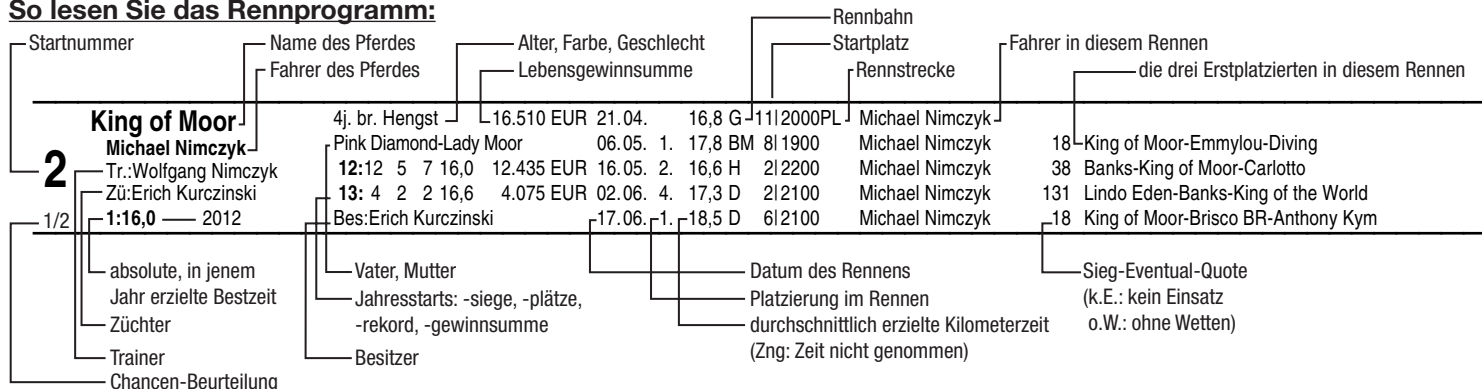 So lesen Sie das Rennprogramm:
Rennbahn
Startnummer Name des Pferdes Alter, Farbe, Geschlecht Startplatz Fahrer in diesem Rennen
Fahrer des Pferdes Lebensgewinnsumme Rennstrecke die drei Erstplatzierten in diesem Rennen
King of Moor 4j. br. Hengst 16.510 EUR 21.04. 16,8 G 11 2000PL Michael Nimczyk
Michael Nimczyk Pink Diamond-Lady Moor 06.05. 1. 17,8 BM 8 1900 Michael Nimczyk 18 King of Moor-Emmylou-Diving
2 Tr.:Wolfgang Nimczyk 12:12 5 7 16,0 12.435 EUR 16.05. 2. 16,6 H 2 2200 Michael Nimczyk 38 Banks-King of Moor-Carlotto
Zü:Erich Kurczinski 13: 4 2 2 16,6 4.075 EUR 02.06. 4. 17,3 D 2 2100 Michael Nimczyk 131 Lindo Eden-Banks-King of the World
1/2 1:16,0 2012 Bes:Erich Kurczinski 17.06. 1. 18,5 D 6 2100 Michael Nimczyk 18 King of Moor-Brisco BR-Anthony Kym
absolute, in jenem Vater, Mutter Datum des Rennens Sieg-Eventual-Quote
Jahr erzielte Bestzeit Jahresstarts: -siege, -plätze, Platzierung im Rennen (k.E.: kein Einsatz
Züchter -rekord, -gewinnsumme durchschnittlich erzielte Kilometerzeit o.W.: ohne Wetten)
Trainer Besitzer (Zng: Zeit nicht genommen)
Chancen-Beurteilung